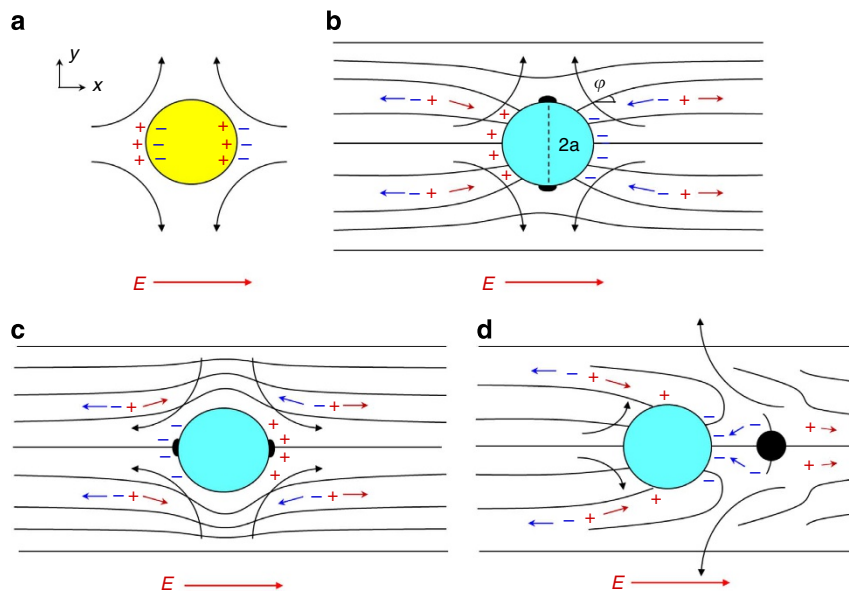 a
y
x
+ − − +
+ − + −
+ − + −
E
b
φ
− + − +
+ −
+ 2a −
+ −
+ −
− + − +
E
c
− + − +
− +
− +
− +
− +
− + − +
E
d
− + + + +
− −
−
− + − + +
E